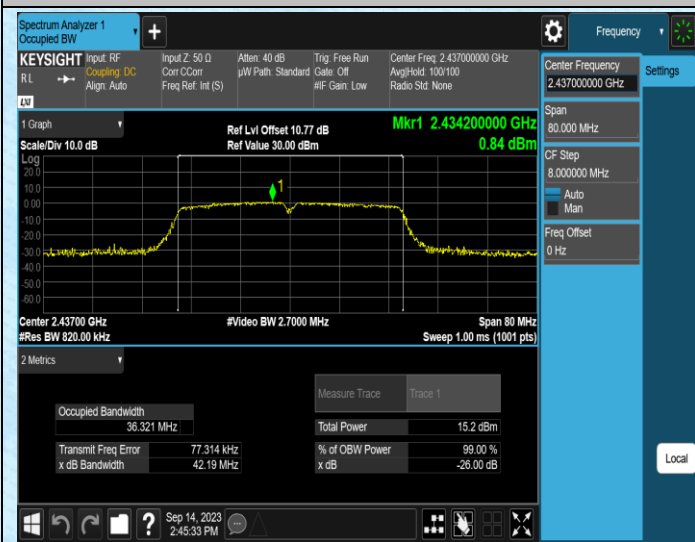 Spectrum Analyzer 1
Occupied BW
Frequency
KEYSIGHT
RL
LXI
Input: RF
Coupling: DC
Align: Auto
Input Z: 50 Ω
Corr CCorr
Freq Ref: Int (S)
Atten: 40 dB
µW Path: Standard
Trig: Free Run
Gate: Off
#IF Gain: Low
Center Freq: 2.437000000 GHz
Avg|Hold: 100/100
Radio Std: None
Center Frequency
2.437000000 GHz
Settings
Span
80.000 MHz
CF Step
8.000000 MHz
Auto
Man
Freq Offset
0 Hz
1 Graph
Scale/Div 10.0 dB
Ref Lvl Offset 10.77 dB
Ref Value 30.00 dBm
Mkr1 2.434200000 GHz
0.84 dBm
Log
20.0
10.0
0.00
-10.0
-20.0
-30.0
-40.0
-50.0
-60.0
1
Center 2.43700 GHz
#Res BW 820.00 kHz
#Video BW 2.7000 MHz
Span 80 MHz
Sweep 1.00 ms (1001 pts)
2 Metrics
Measure Trace
Trace 1
Occupied Bandwidth
36.321 MHz
Total Power
15.2 dBm
Transmit Freq Error
77.314 kHz
% of OBW Power
99.00 %
x dB Bandwidth
42.19 MHz
x dB
-26.00 dB
Local
?
Sep 14, 2023
2:45:33 PM